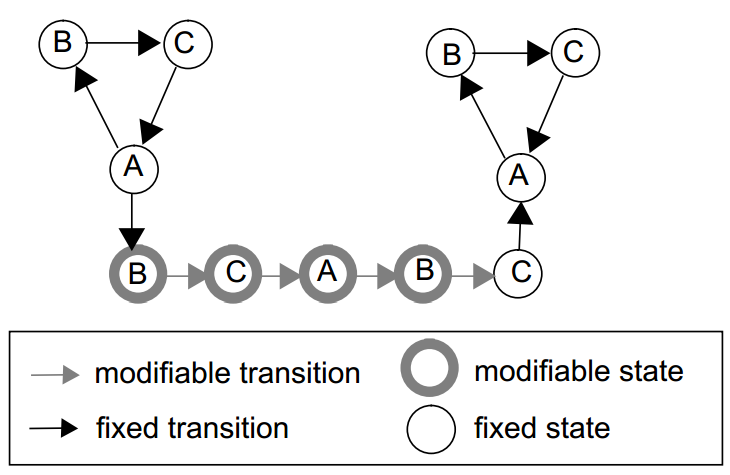 B C B C
A A
B C A B C
modifiable transition modifiable state
fixed transition fixed state